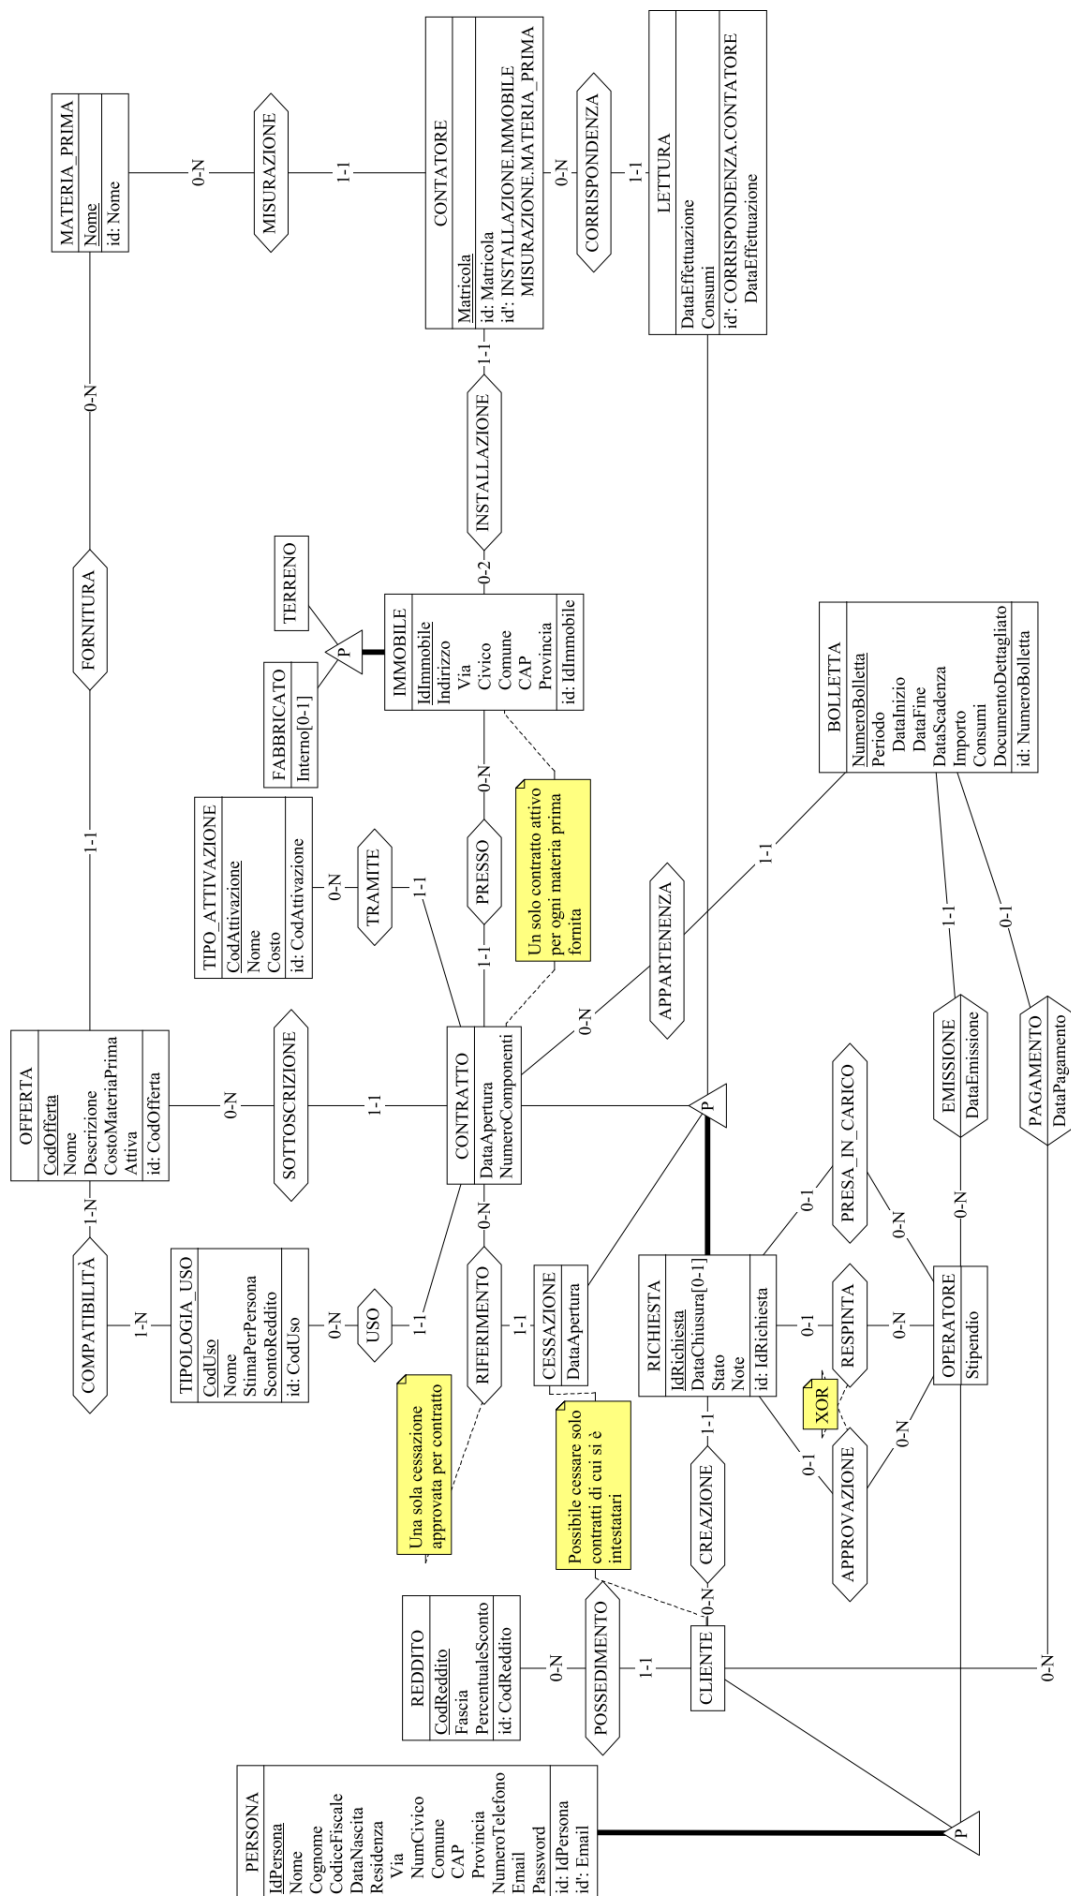 MATERIA_PRIMA
Nome
id: Nome
0-N
MISURAZIONE
1-1
CONTATORE
Matricola
id: Matricola
id': INSTALLAZIONE.IMMOBILE
MISURAZIONE.MATERIA_PRIMA
0-N
CORRISPONDENZA
1-1
LETTURA
DataEffettuazione
Consumi
id': CORRISPONDENZA.CONTATORE
DataEffettuazione
0-N
FORNITURA
1-1
1-1
INSTALLAZIONE
0-2
TERRENO
FABBRICATO
Interno[0-1]
P
IMMOBILE
IdImmobile
Indirizzo
Via
Civico
Comune
CAP
Provincia
id: IdImmobile
0-N
PRESSO
1-1
Un solo contratto attivo
per ogni materia prima
fornita
TIPO_ATTIVAZIONE
CodAttivazione
Nome
Costo
id: CodAttivazione
0-N
TRAMITE
1-1
BOLLETTA
NumeroBolletta
Periodo
DataInizio
DataFine
DataScadenza
Importo
Consumi
DocumentoDettagliato
id: NumeroBolletta
1-1
APPARTENENZA
0-N
1-1
EMISSIONE
DataEmissione
0-N
0-1
PAGAMENTO
DataPagamento
0-N
OFFERTA
CodOfferta
Nome
Descrizione
CostoMateriaPrima
Attiva
id: CodOfferta
0-N
SOTTOSCRIZIONE
1-1
CONTRATTO
DataApertura
NumeroComponenti
P
1-N
COMPATIBILITÀ
1-N
TIPOLOGIA_USO
CodUso
Nome
StimaPerPersona
ScontoReddito
id: CodUso
0-N
USO
1-1
0-N
RIFERIMENTO
1-1
CESSAZIONE
DataApertura
RICHIESTA
IdRichiesta
DataChiusura[0-1]
Stato
Note
id: IdRichiesta
0-1
PRESA_IN_CARICO
0-N
0-1
RESPINTA
0-N
XOR
0-1
APPROVAZIONE
0-N
OPERATORE
Stipendio
Una sola cessazione
approvata per contratto
Possibile cessare solo
contratti di cui si è
intestatari
1-1
CREAZIONE
0-N
REDDITO
CodReddito
Fascia
PercentualeSconto
id: CodReddito
0-N
POSSEDIMENTO
1-1
CLIENTE
PERSONA
IdPersona
Nome
Cognome
CodiceFiscale
DataNascita
Residenza
Via
NumCivico
Comune
CAP
Provincia
NumeroTelefono
Email
Password
id: IdPersona
id': Email
P